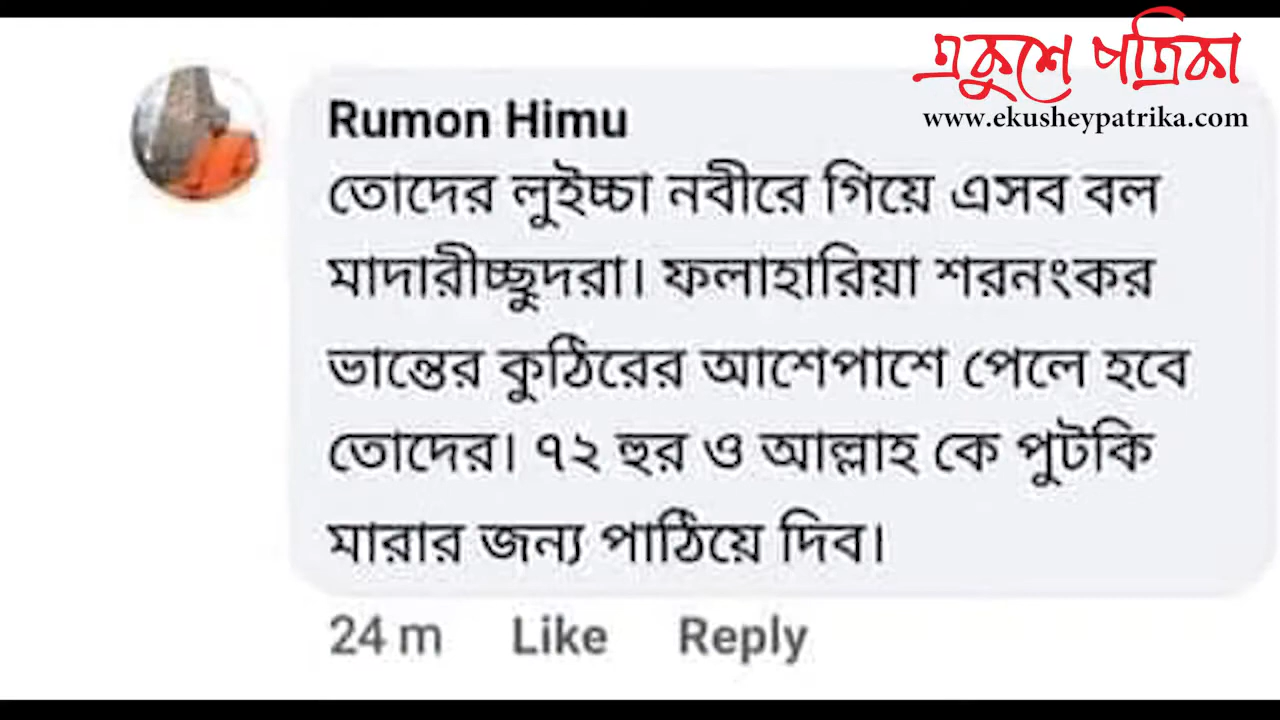 একুশে পত্রিকা
www.ekusheypatrika.com
Rumon Himu
তোদের লুইচ্চা নবীরে গিয়ে এসব বল
মাদারীচ্ছুদরা। ফলাহারিয়া শরনংকর
ভান্তের কুঠিরের আশেপাশে পেলে হবে
তোদের। ৭২ হুর ও আল্লাহ কে পুটকি
মারার জন্য পাঠিয়ে দিব।
24 m Like Reply